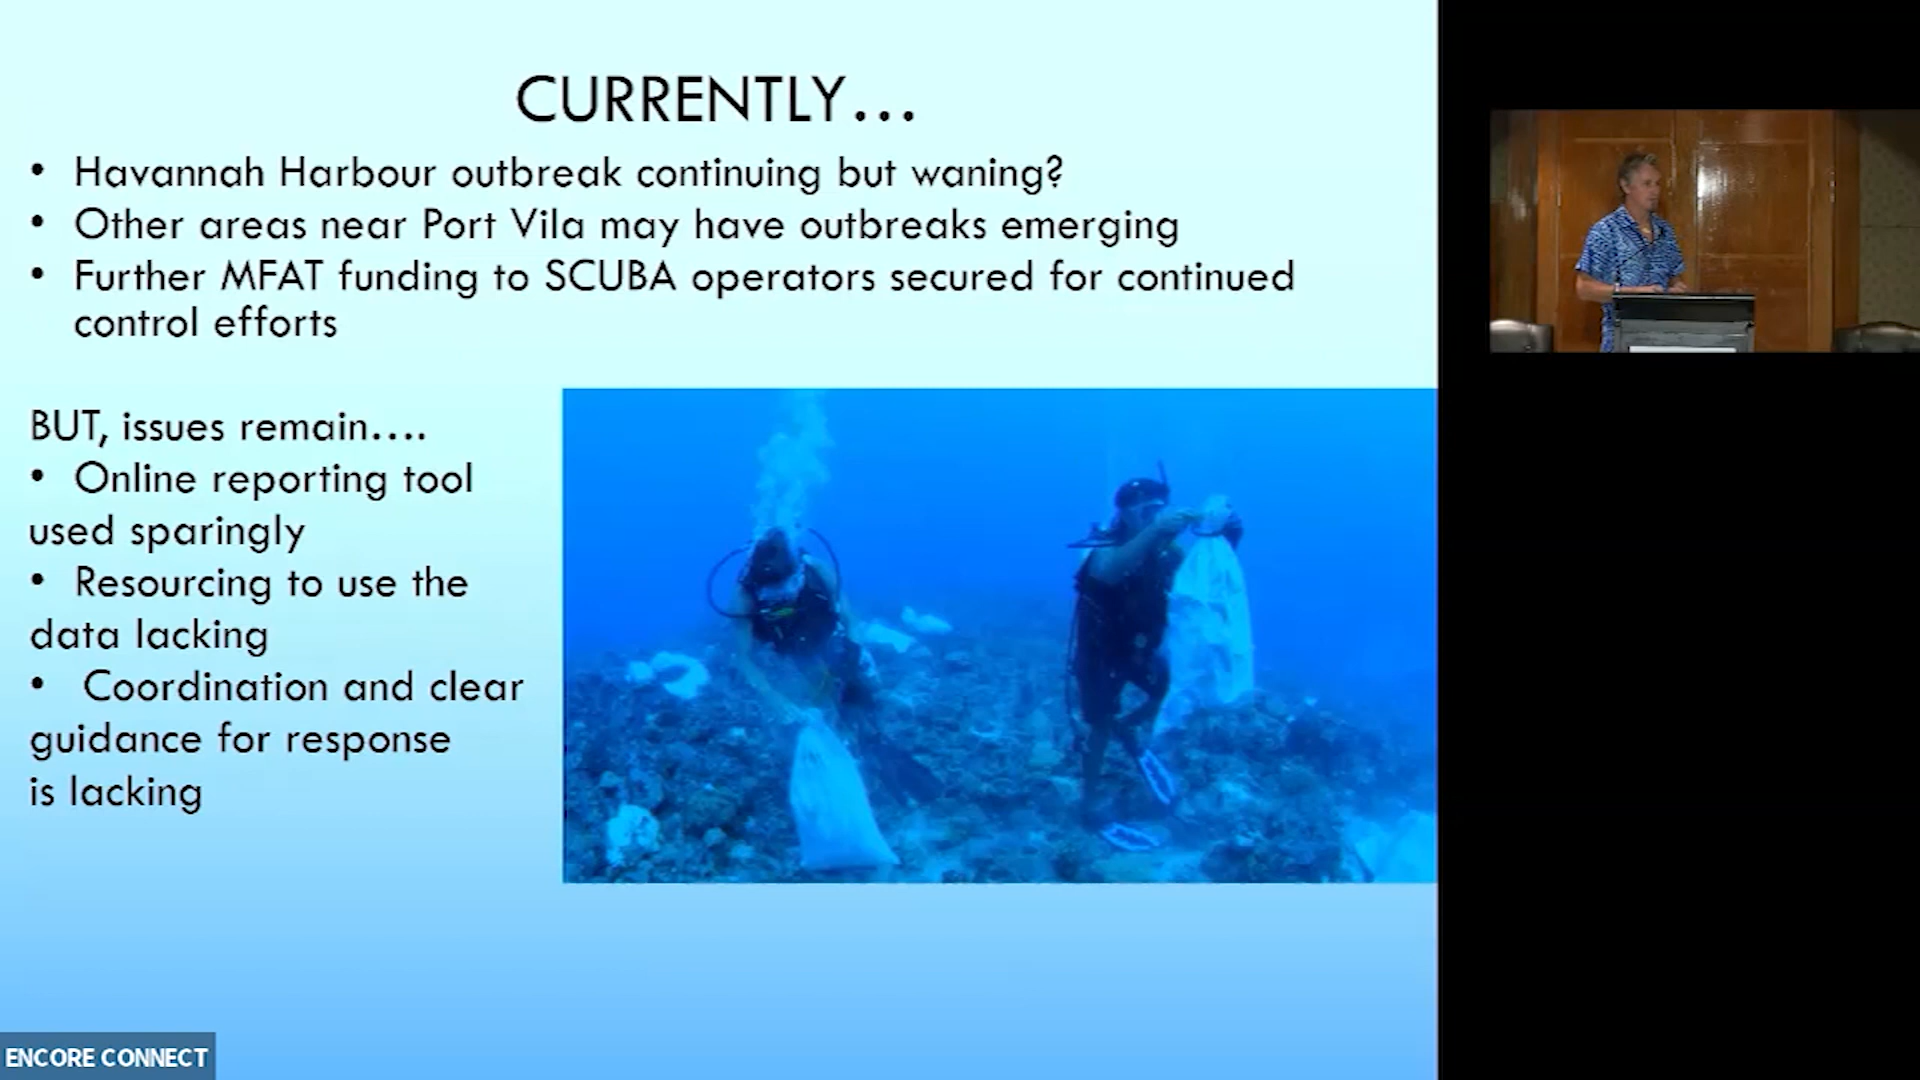 CURRENTLY...
• Havannah Harbour outbreak continuing but waning?
• Other areas near Port Vila may have outbreaks emerging
• Further MFAT funding to SCUBA operators secured for continued
control efforts
BUT, issues remain....
• Online reporting tool
used sparingly
• Resourcing to use the
data lacking
• Coordination and clear
guidance for response
is lacking
ENCORE CONNECT